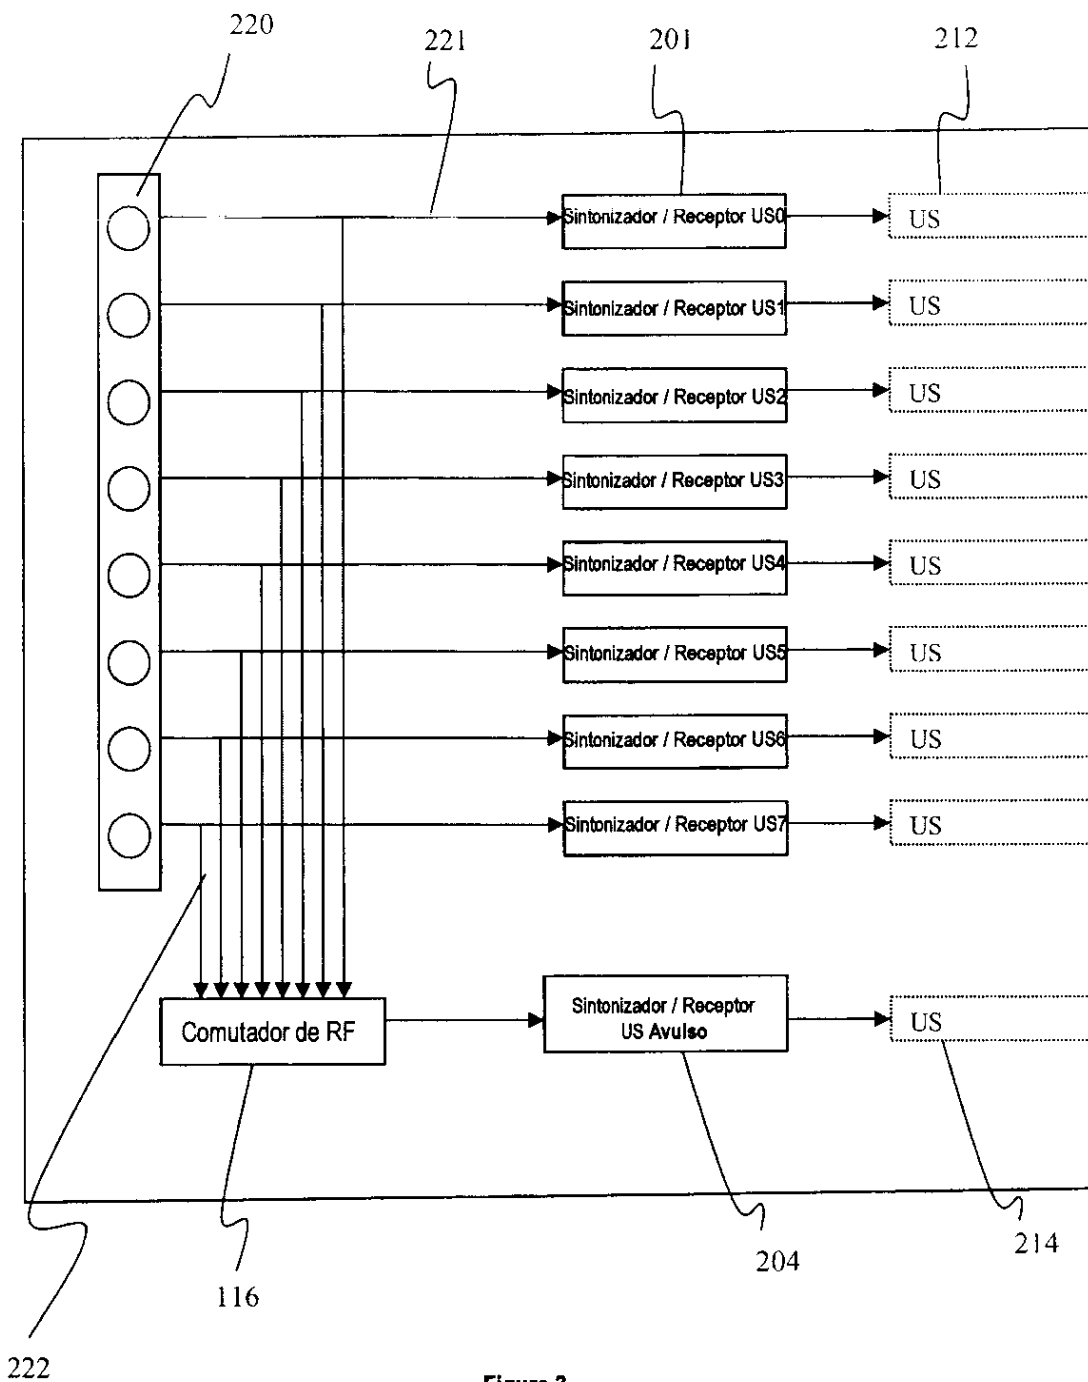 220
221
201
212
Sintonizador / Receptor US0
US
Sintonizador / Receptor US1
US
Sintonizador / Receptor US2
US
Sintonizador / Receptor US3
US
Sintonizador / Receptor US4
US
Sintonizador / Receptor US5
US
Sintonizador / Receptor US6
US
Sintonizador / Receptor US7
US
Comutador de RF
Sintonizador / Receptor
US Avulso
US
214
204
116
222